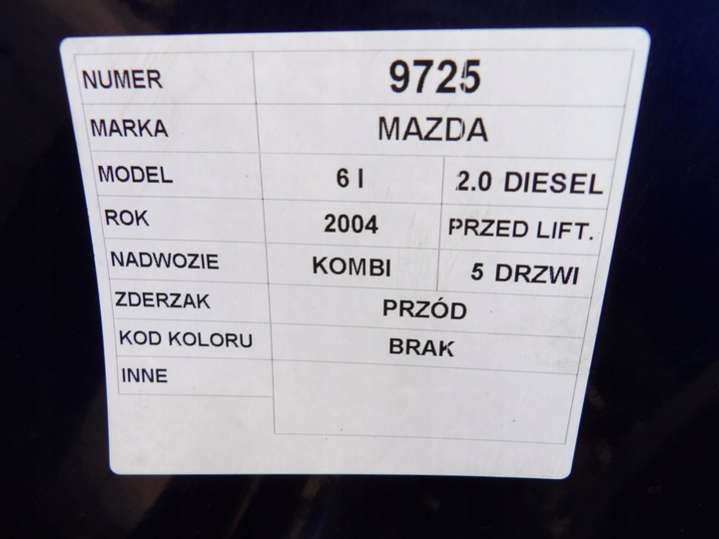 NUMER 9725
MARKA MAZDA
MODEL 6 I 2.0 DIESEL
ROK 2004 PRZED LIFT.
NADWOZIE KOMBI 5 DRZWI
ZDERZAK PRZÓD
KOD KOLORU BRAK
INNE